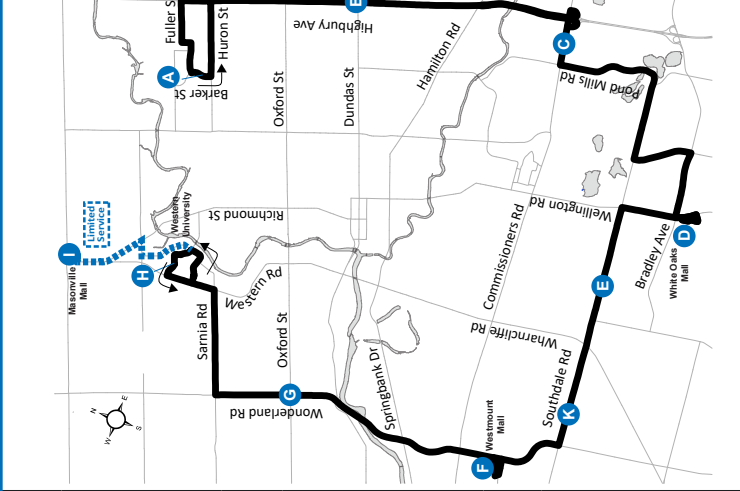 Fuller S
Huron St
B
Highbury Ave
C
A
Barker St
Oxford St
Dundas St
Hamilton Rd
Pond Mills Rd
Limited
Service
Western
University
Richmond St
Wellington Rd
D
I
Masonville
Mall
H
Western Rd
Commissioners Rd
Bradley Ave
White Oaks
Mall
E
Sarnia Rd
Oxford St
Wharncliffe Rd
Springbank Dr
Southdale Rd
G
Wonderland Rd
K
Westmount
Mall
F
N
E
S
W